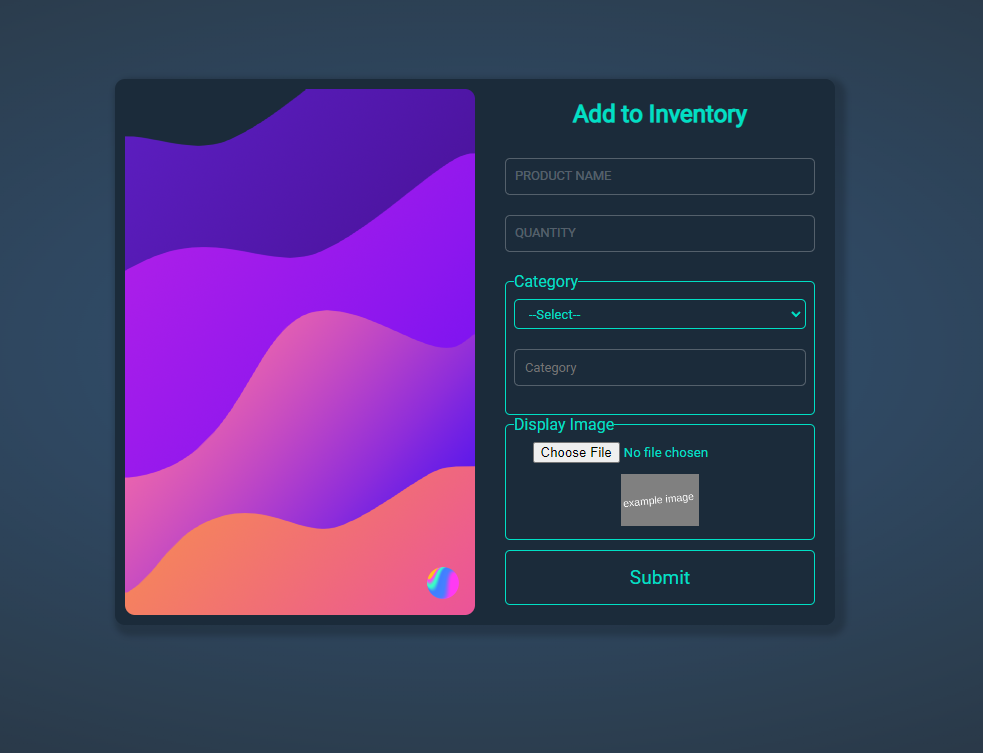 Add to Inventory
PRODUCT NAME
QUANTITY
Category
--Select--
Category
Display Image
Choose File No file chosen
example image
Submit